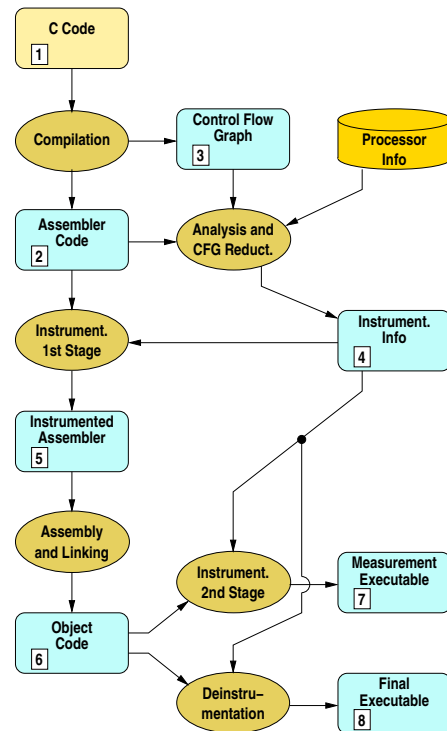 C Code
1
Compilation
Control Flow
Graph
3
Processor
Info
Assembler
Code
2
Analysis and
CFG Reduct.
Instrument.
1st Stage
Instrument.
Info
4
Instrumented
Assembler
5
Assembly
and Linking
Instrument.
2nd Stage
Measurement
Executable
7
Object
Code
6
Deinstru–
mentation
Final
Executable
8